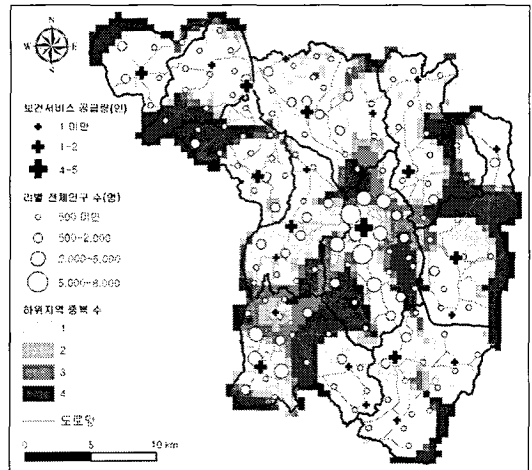 N
W E
S
보건서비스 공급량(인)
1 미만
1-2
4-5
리별 전체인구 수(명)
500 미만
500-2,000
2,000-5,000
5,000-8,000
하위지역 중복 수
1
2
3
4
도로망
0 5 10 km